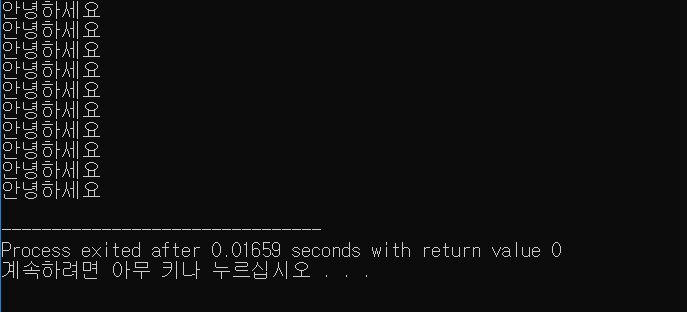 안녕하세요
안녕하세요
안녕하세요
안녕하세요
안녕하세요
안녕하세요
안녕하세요
안녕하세요
안녕하세요
안녕하세요
--------------------------------
Process exited after 0.01659 seconds with return value 0
계속하려면 아무 키나 누르십시오 . . .